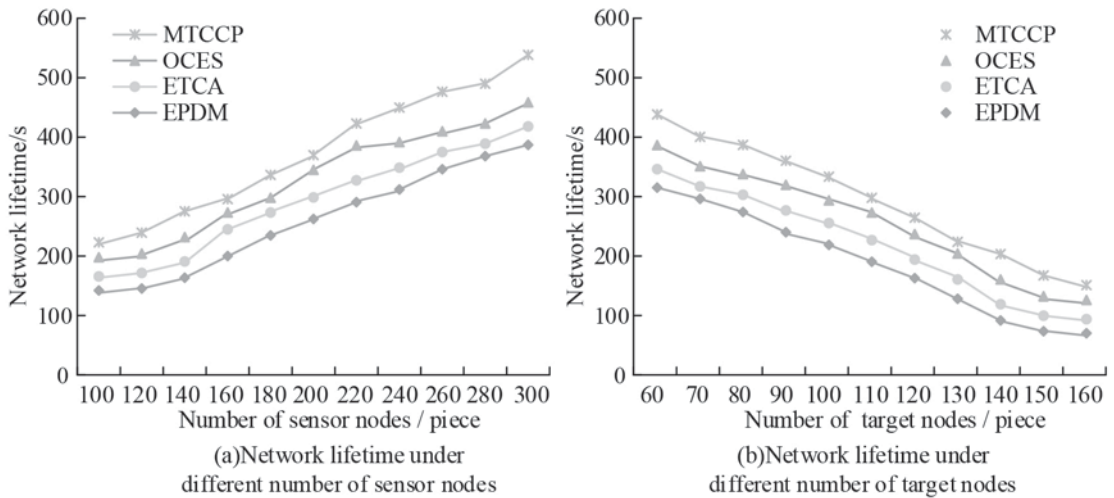 600
500
400
300
200
100
0
Network lifetime/s
MTCCP
OCES
ETCA
EPDM
100 120 140 160 180 200 220 240 260 280 300
Number of sensor nodes / piece
(a)Network lifetime under
different number of sensor nodes
600
500
400
300
200
100
0
Network lifetime/s
MTCCP
OCES
ETCA
EPDM
60 70 80 90 100 110 120 130 140 150 160
Number of target nodes / piece
(b)Network lifetime under
different number of target nodes